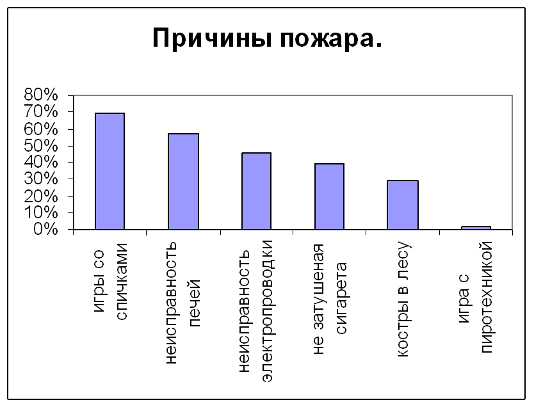 Причины пожара.
80%
70%
60%
50%
40%
30%
20%
10%
0%
игры со
спичками
неисправность
печей
неисправность
электропроводки
не затушеная
сигарета
костры в лесу
игра с
пиротехникой